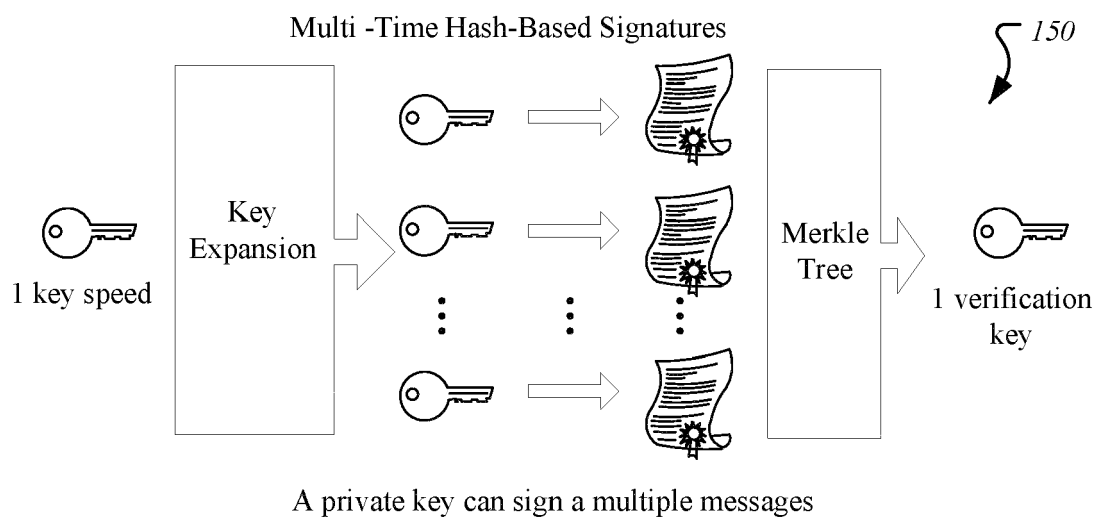 Multi -Time Hash-Based Signatures
150
Key
Expansion
1 key speed
Merkle
Tree
1 verification
key
A private key can sign a multiple messages